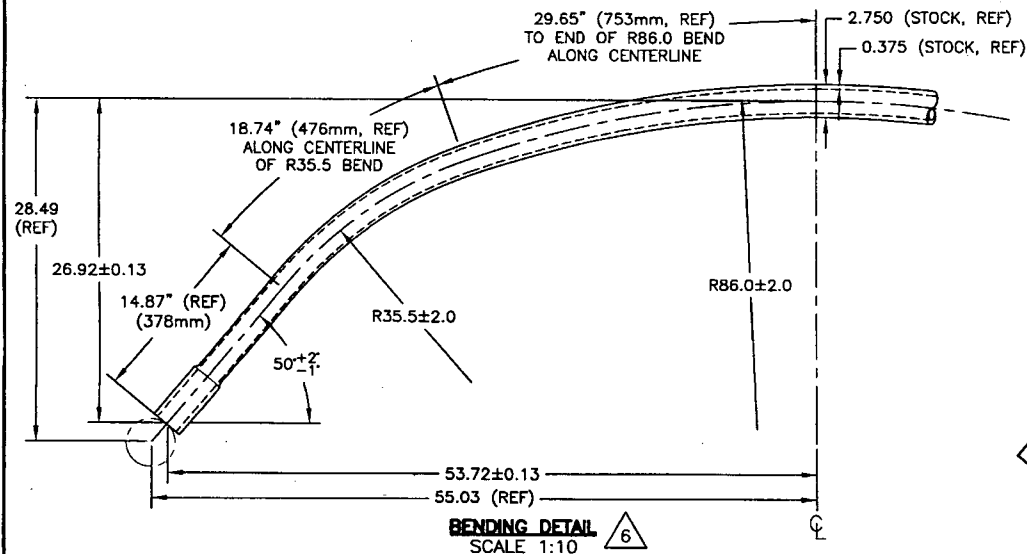 29.65" (753mm, REF)
TO END OF R86.0 BEND
ALONG CENTERLINE
2.750 (STOCK, REF)
0.375 (STOCK, REF)
18.74" (476mm, REF)
ALONG CENTERLINE
OF R35.5 BEND
28.49
(REF)
26.92±0.13
14.87" (REF)
(378mm)
R35.5±2.0
R86.0±2.0
50° +2°
-1°
53.72±0.13
55.03 (REF)
BENDING DETAIL 6
SCALE 1:10
℄